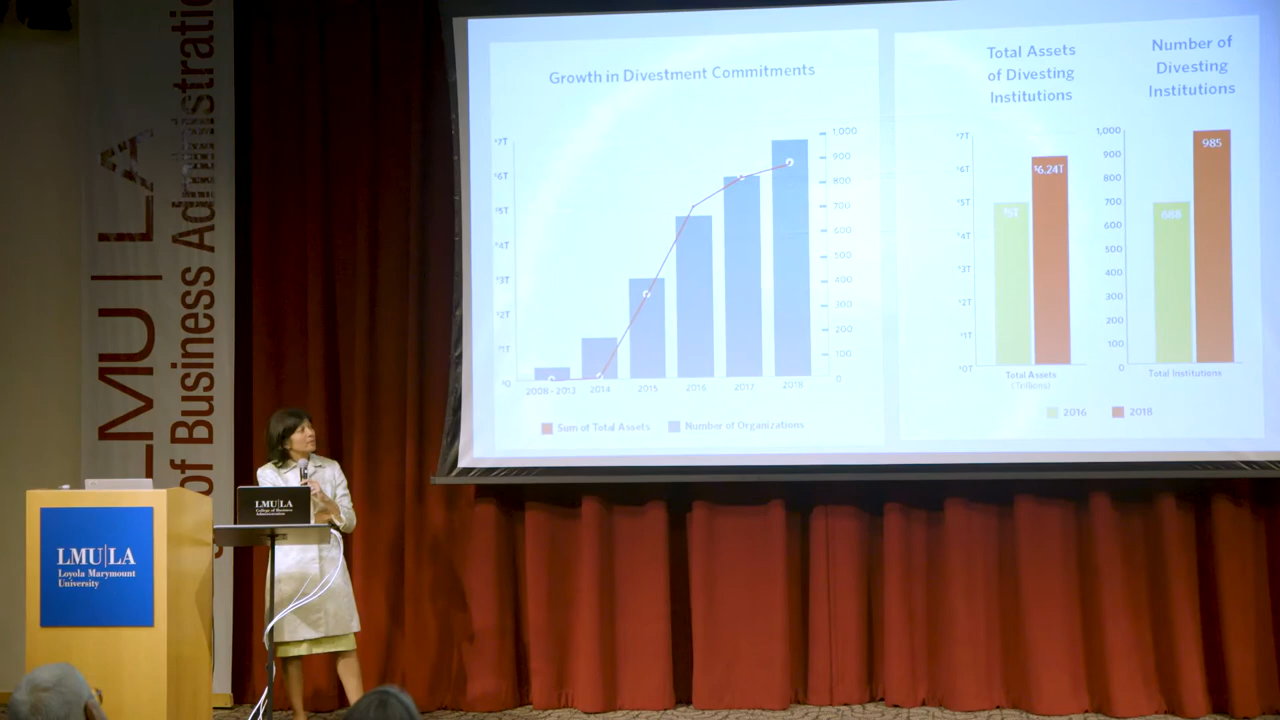 LMU | LA
of Business Administratio
LMU|LA
Loyola Marymount
University
LMU|LA
College of Business
Administration
Growth in Divestment Commitments
$7T
$6T
$5T
$4T
$3T
$2T
$1T
$0
1,000
900
800
700
600
500
400
300
200
100
0
2008 - 2013
2014
2015
2016
2017
2018
Sum of Total Assets
Number of Organizations
Total Assets
of Divesting
Institutions
$7T
$6T
$5T
$4T
$3T
$2T
$1T
$0T
$5T
$6.24T
Total Assets
(Trillions)
Number of
Divesting
Institutions
1,000
900
800
700
600
500
400
300
200
100
0
688
985
Total Institutions
2016
2018